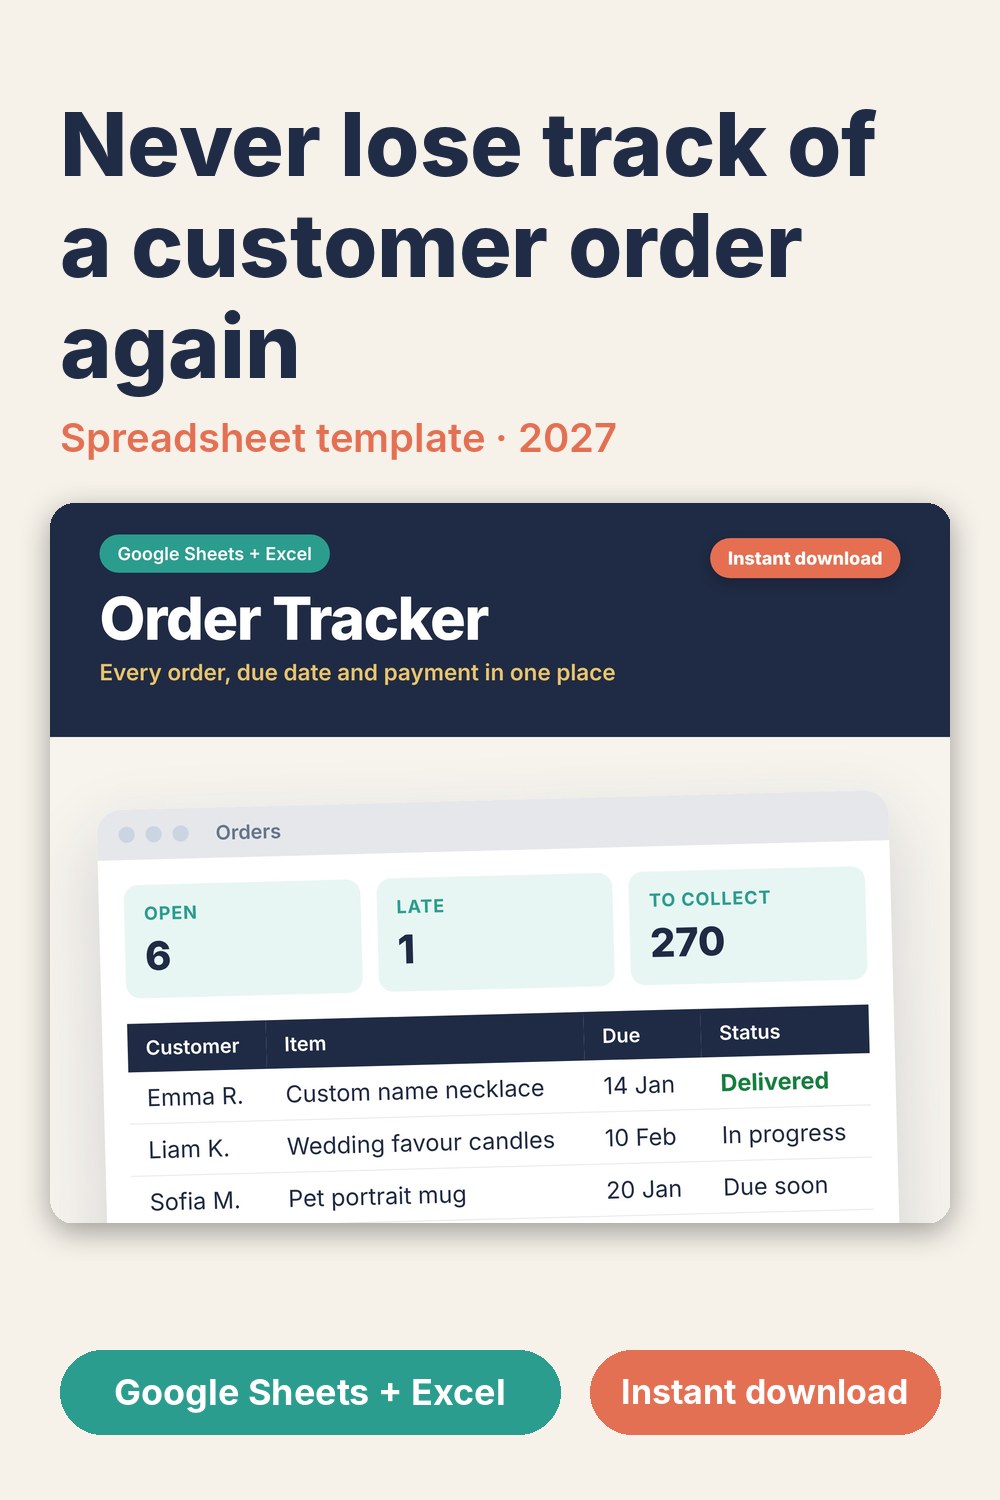 Never lose track of
a customer order
again
Spreadsheet template · 2027
Google Sheets + Excel
Instant download
Order Tracker
Every order, due date and payment in one place
Orders
OPEN
6
LATE
1
TO COLLECT
270
Customer Item Due Status
Emma R. Custom name necklace 14 Jan Delivered
Liam K. Wedding favour candles 10 Feb In progress
Sofia M. Pet portrait mug 20 Jan Due soon
Google Sheets + Excel
Instant download